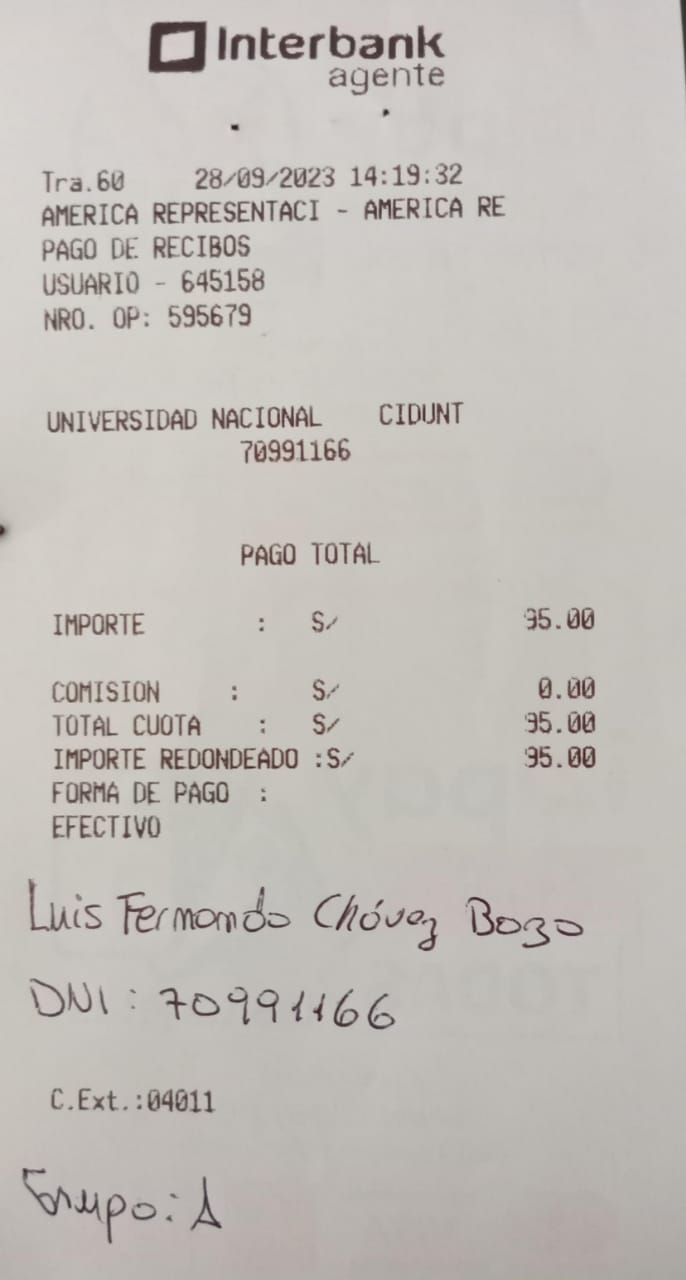 Interbank
agente
Tra.60 28/09/2023 14:19:32
AMERICA REPRESENTACI - AMERICA RE
PAGO DE RECIBOS
USUARIO - 645158
NRO. OP: 595679
UNIVERSIDAD NACIONAL CIDUNT
70991166
PAGO TOTAL
IMPORTE : S/ 95.00
COMISION : S/ 0.00
TOTAL CUOTA : S/ 95.00
IMPORTE REDONDEADO :S/ 95.00
FORMA DE PAGO :
EFECTIVO
Luis Fernando Chávez Bozo
DNI: 70991166
C.Ext.:04011
Grupo: A